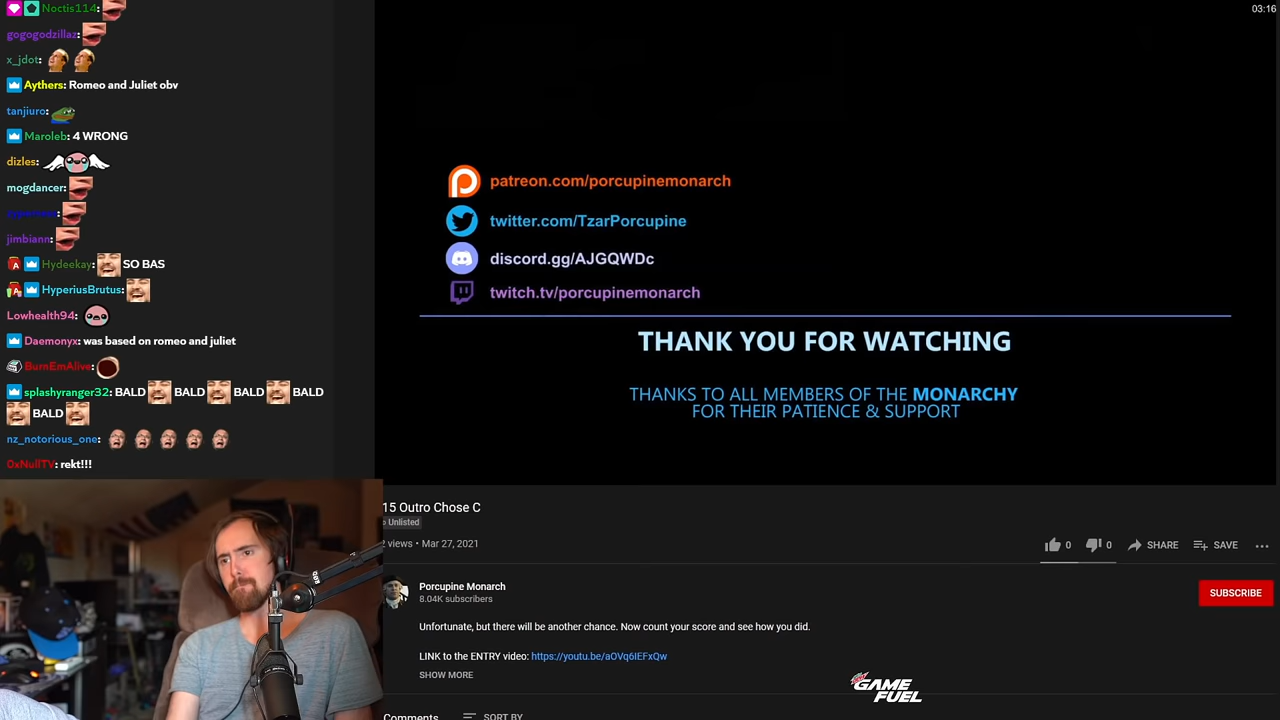 Noctis114:
gogogodzillaz:
x_jdot:
Aythers: Romeo and Juliet obv
tanjiuro:
Maroleb: 4 WRONG
dizles:
mogdancer:
jimbiann:
Hydeekay: SO BAS
HyperiusBrutus:
Lowhealth94:
Daemonyx: was based on romeo and juliet
BurnEmAlive:
splashyranger32: BALD BALD BALD BALD
BALD
nz_notorious_one:
0xNullTV: rekt!!!
03:16
patreon.com/porcupinemonarch
twitter.com/TzarPorcupine
discord.gg/AJGQWDc
twitch.tv/porcupinemonarch
THANK YOU FOR WATCHING
THANKS TO ALL MEMBERS OF THE MONARCHY
FOR THEIR PATIENCE & SUPPORT
15 Outro Chose C
Unlisted
views • Mar 27, 2021
0 0 SHARE SAVE
Porcupine Monarch
8.04K subscribers
SUBSCRIBE
Unfortunate, but there will be another chance. Now count your score and see how you did.
LINK to the ENTRY video: https://youtu.be/aOVq6IEFxQw
SHOW MORE
GAME
FUEL
Comments SORT BY